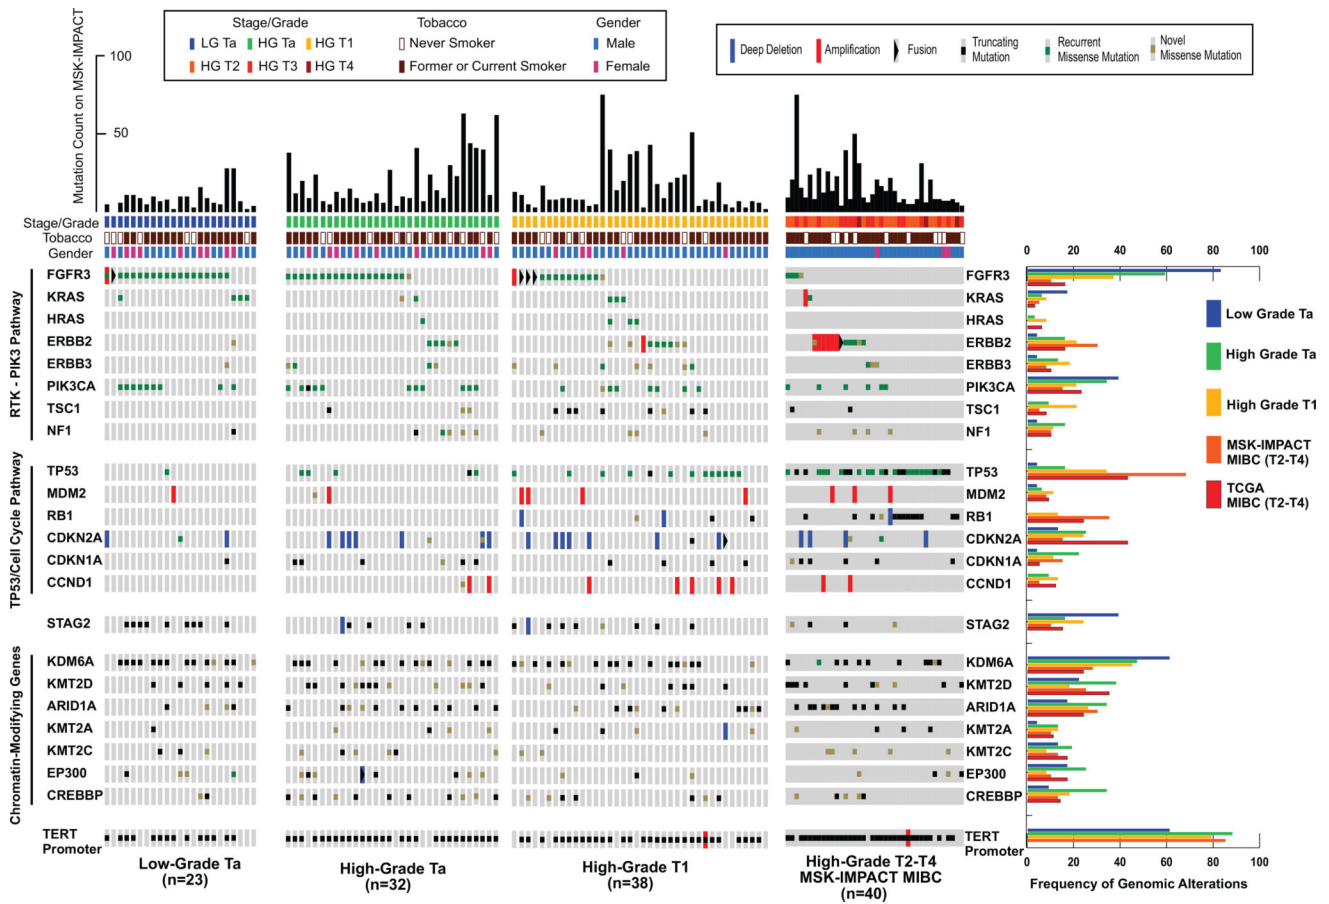 Stage/Grade Tobacco Gender
LG Ta HG Ta HG T1 Never Smoker Male
HG T2 HG T3 HG T4 Former or Current Smoker Female
Deep Deletion Amplification Fusion Truncating Mutation Recurrent Missense Mutation Novel Missense Mutation
Mutation Count on MSK-IMPACT
100
50
Stage/Grade
Tobacco
Gender
0 20 40 60 80 100
RTK - PIK3 Pathway
FGFR3 FGFR3
KRAS KRAS
HRAS HRAS
ERBB2 ERBB2
ERBB3 ERBB3
PIK3CA PIK3CA
TSC1 TSC1
NF1 NF1
TP53/Cell Cycle Pathway
TP53 TP53
MDM2 MDM2
RB1 RB1
CDKN2A CDKN2A
CDKN1A CDKN1A
CCND1 CCND1
STAG2 STAG2
Chromatin-Modifying Genes
KDM6A KDM6A
KMT2D KMT2D
ARID1A ARID1A
KMT2A KMT2A
KMT2C KMT2C
EP300 EP300
CREBBP CREBBP
TERT TERT
Promoter Promoter
Low Grade Ta
High Grade Ta
High Grade T1
MSK-IMPACT
MIBC (T2-T4)
TCGA
MIBC (T2-T4)
0 20 40 60 80 100
Frequency of Genomic Alterations
Low-Grade Ta
(n=23)
High-Grade Ta
(n=32)
High-Grade T1
(n=38)
High-Grade T2-T4
MSK-IMPACT MIBC
(n=40)